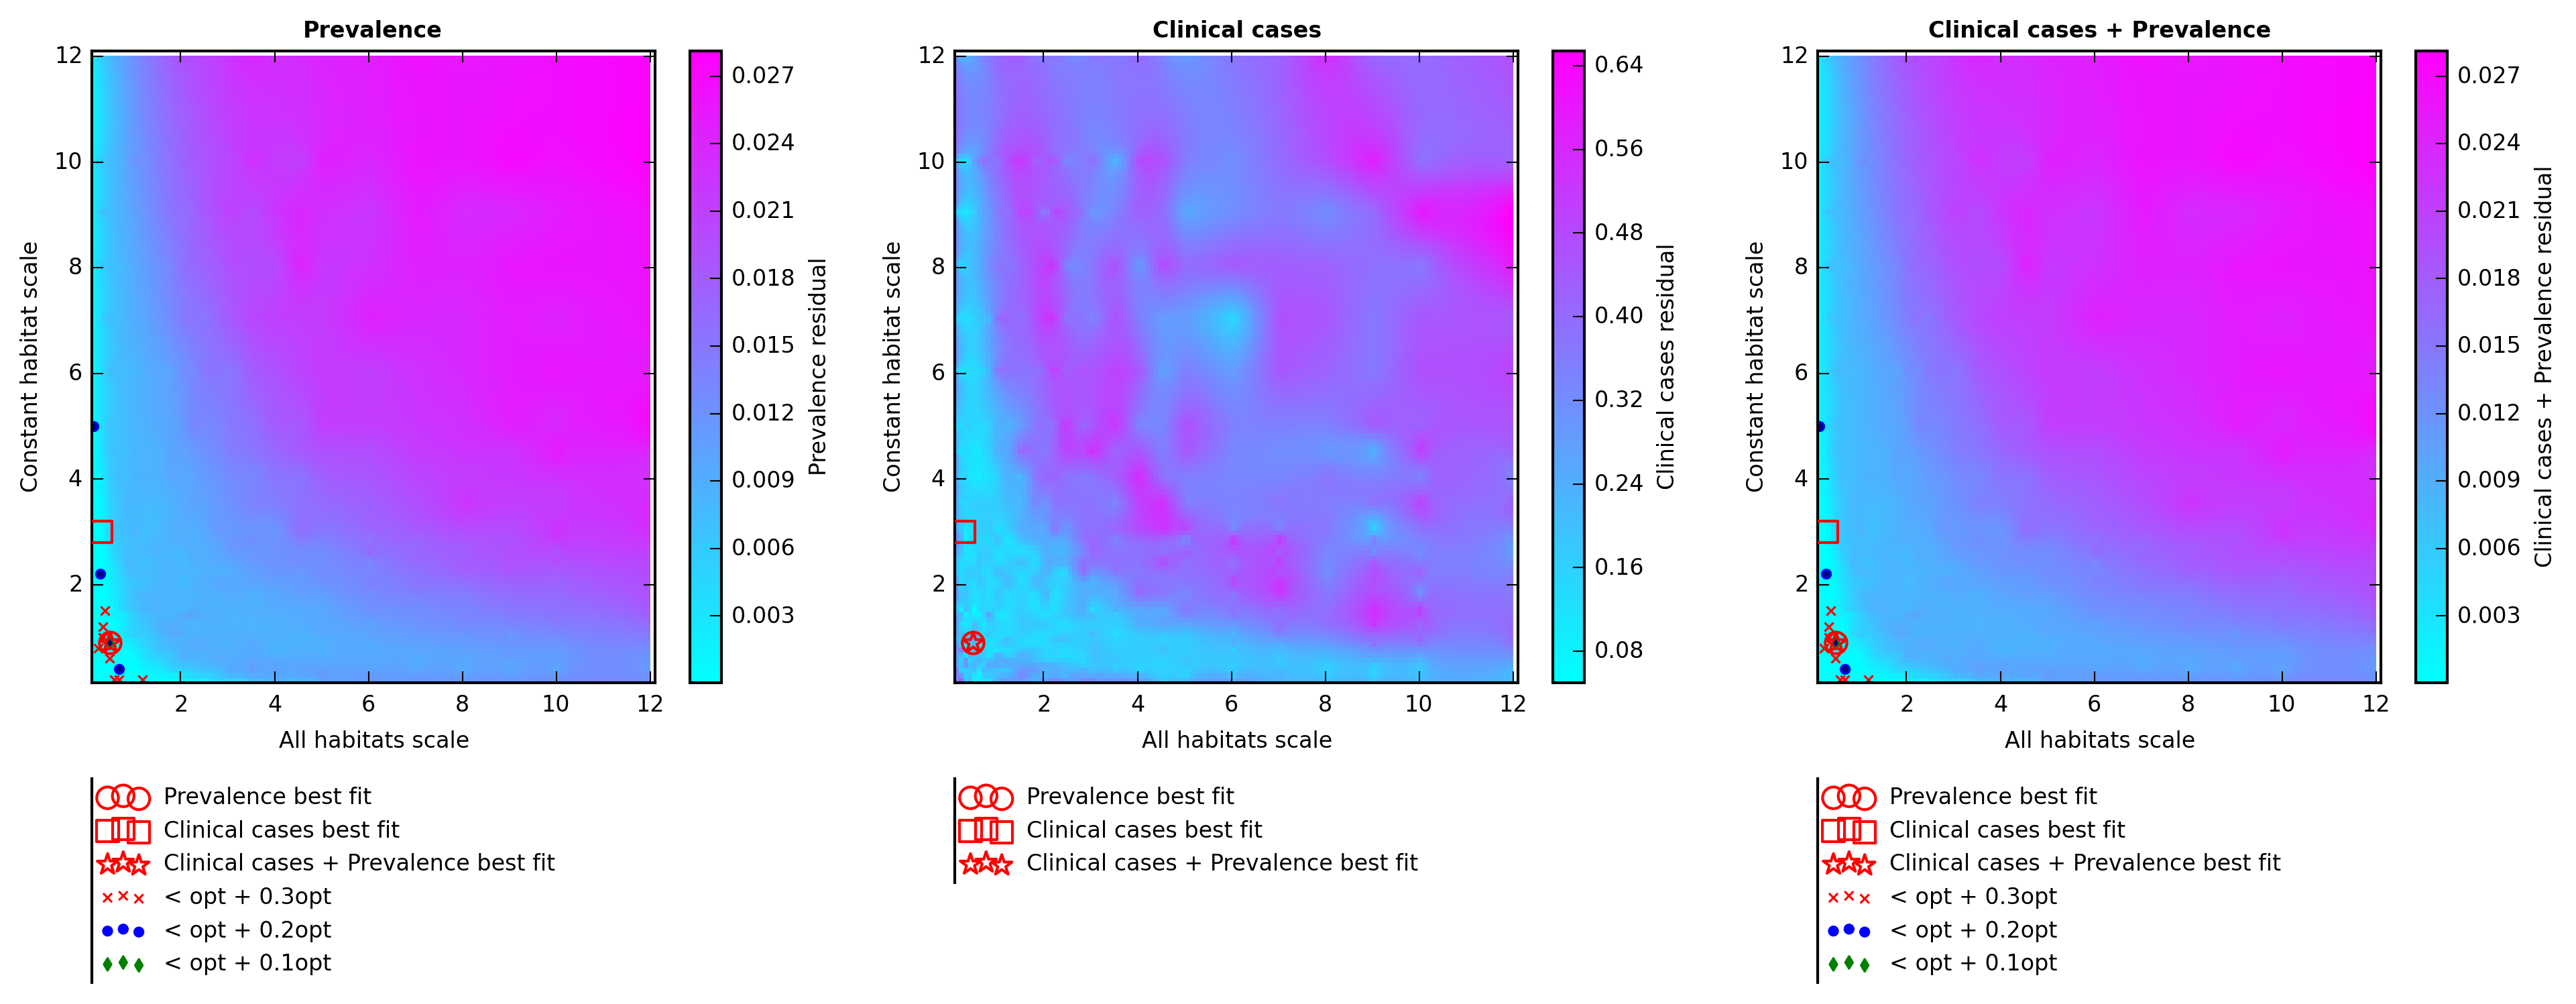 Prevalence
12
10
8
6
4
2
2 4 6 8 10 12
Constant habitat scale
All habitats scale
0.027
0.024
0.021
0.018
0.015
0.012
0.009
0.006
0.003
Prevalence residual
Prevalence best fit
Clinical cases best fit
Clinical cases + Prevalence best fit
< opt + 0.3opt
< opt + 0.2opt
< opt + 0.1opt
Clinical cases
12
10
8
6
4
2
2 4 6 8 10 12
Constant habitat scale
All habitats scale
0.64
0.56
0.48
0.40
0.32
0.24
0.16
0.08
Clinical cases residual
Prevalence best fit
Clinical cases best fit
Clinical cases + Prevalence best fit
Clinical cases + Prevalence
12
10
8
6
4
2
2 4 6 8 10 12
Constant habitat scale
All habitats scale
0.027
0.024
0.021
0.018
0.015
0.012
0.009
0.006
0.003
Clinical cases + Prevalence residual
Prevalence best fit
Clinical cases best fit
Clinical cases + Prevalence best fit
< opt + 0.3opt
< opt + 0.2opt
< opt + 0.1opt